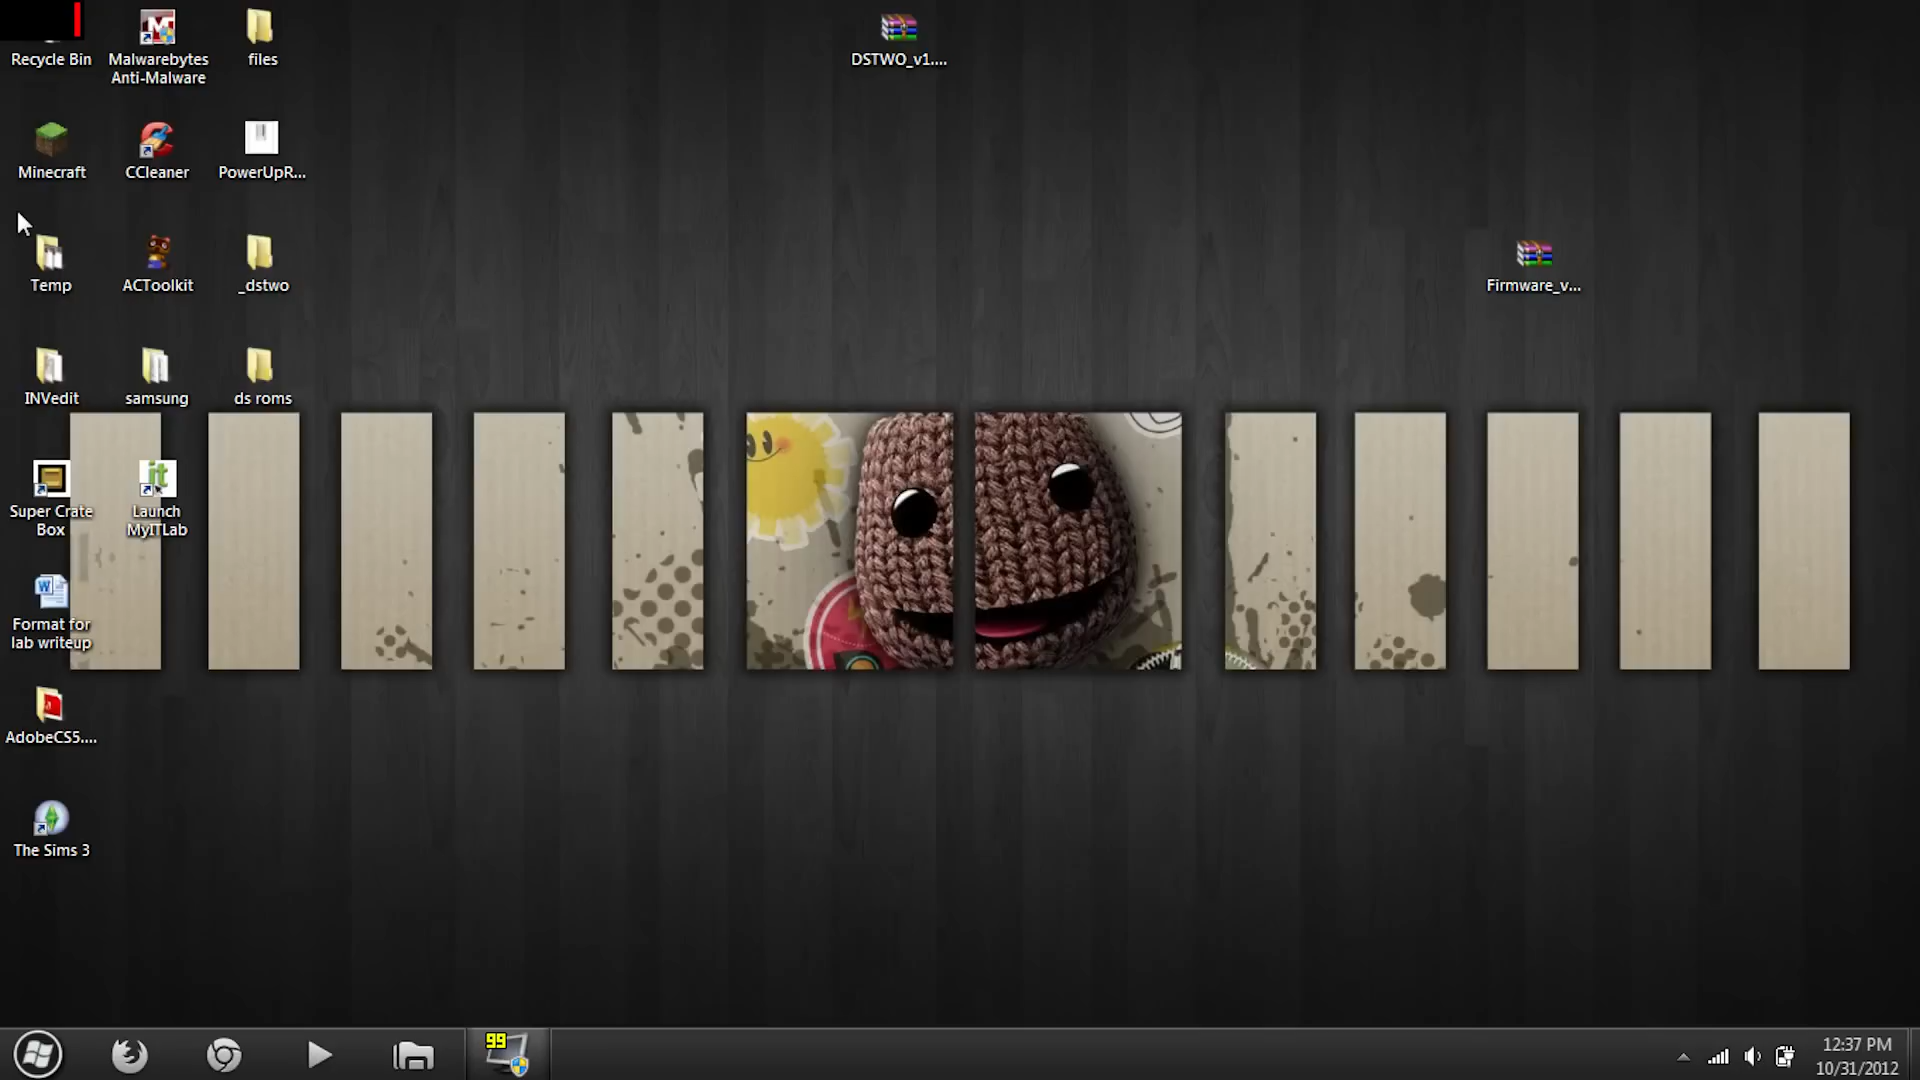 Recycle Bin
Malwarebytes
Anti-Malware
files
DSTWO_v1....
Minecraft
CCleaner
PowerUpR...
Temp
ACToolkit
_dstwo
Firmware_v...
INVedit
samsung
ds roms
Super Crate
Box
it
Launch
MyITLab
Format for
lab writeup
AdobeCS5....
The Sims 3
99
12:37 PM
10/31/2012